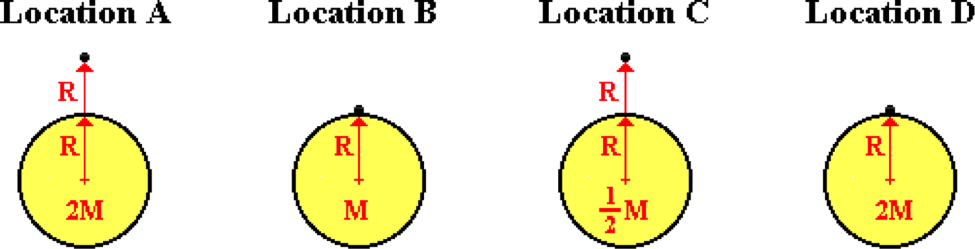 Location A Location B Location C Location D
R R
R R R R
2M M 1/2 M 2M